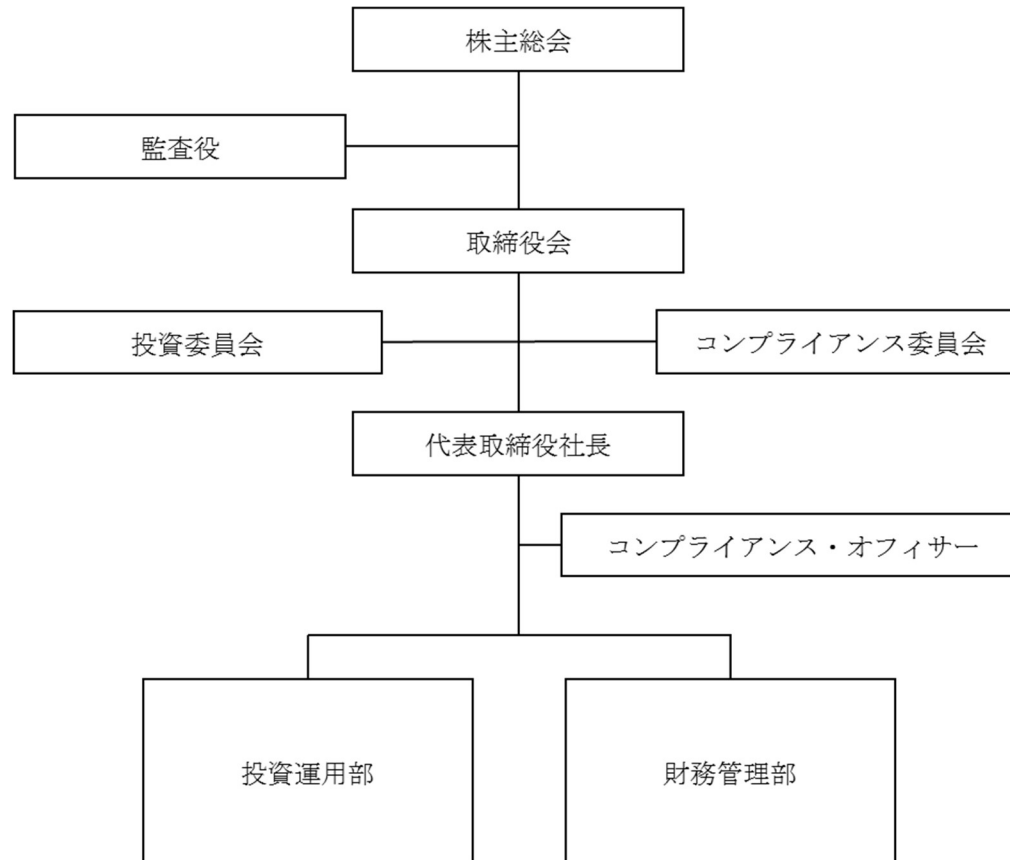 株主総会
監査役
取締役会
投資委員会
コンプライアンス委員会
代表取締役社長
コンプライアンス・オフィサー
投資運用部
財務管理部